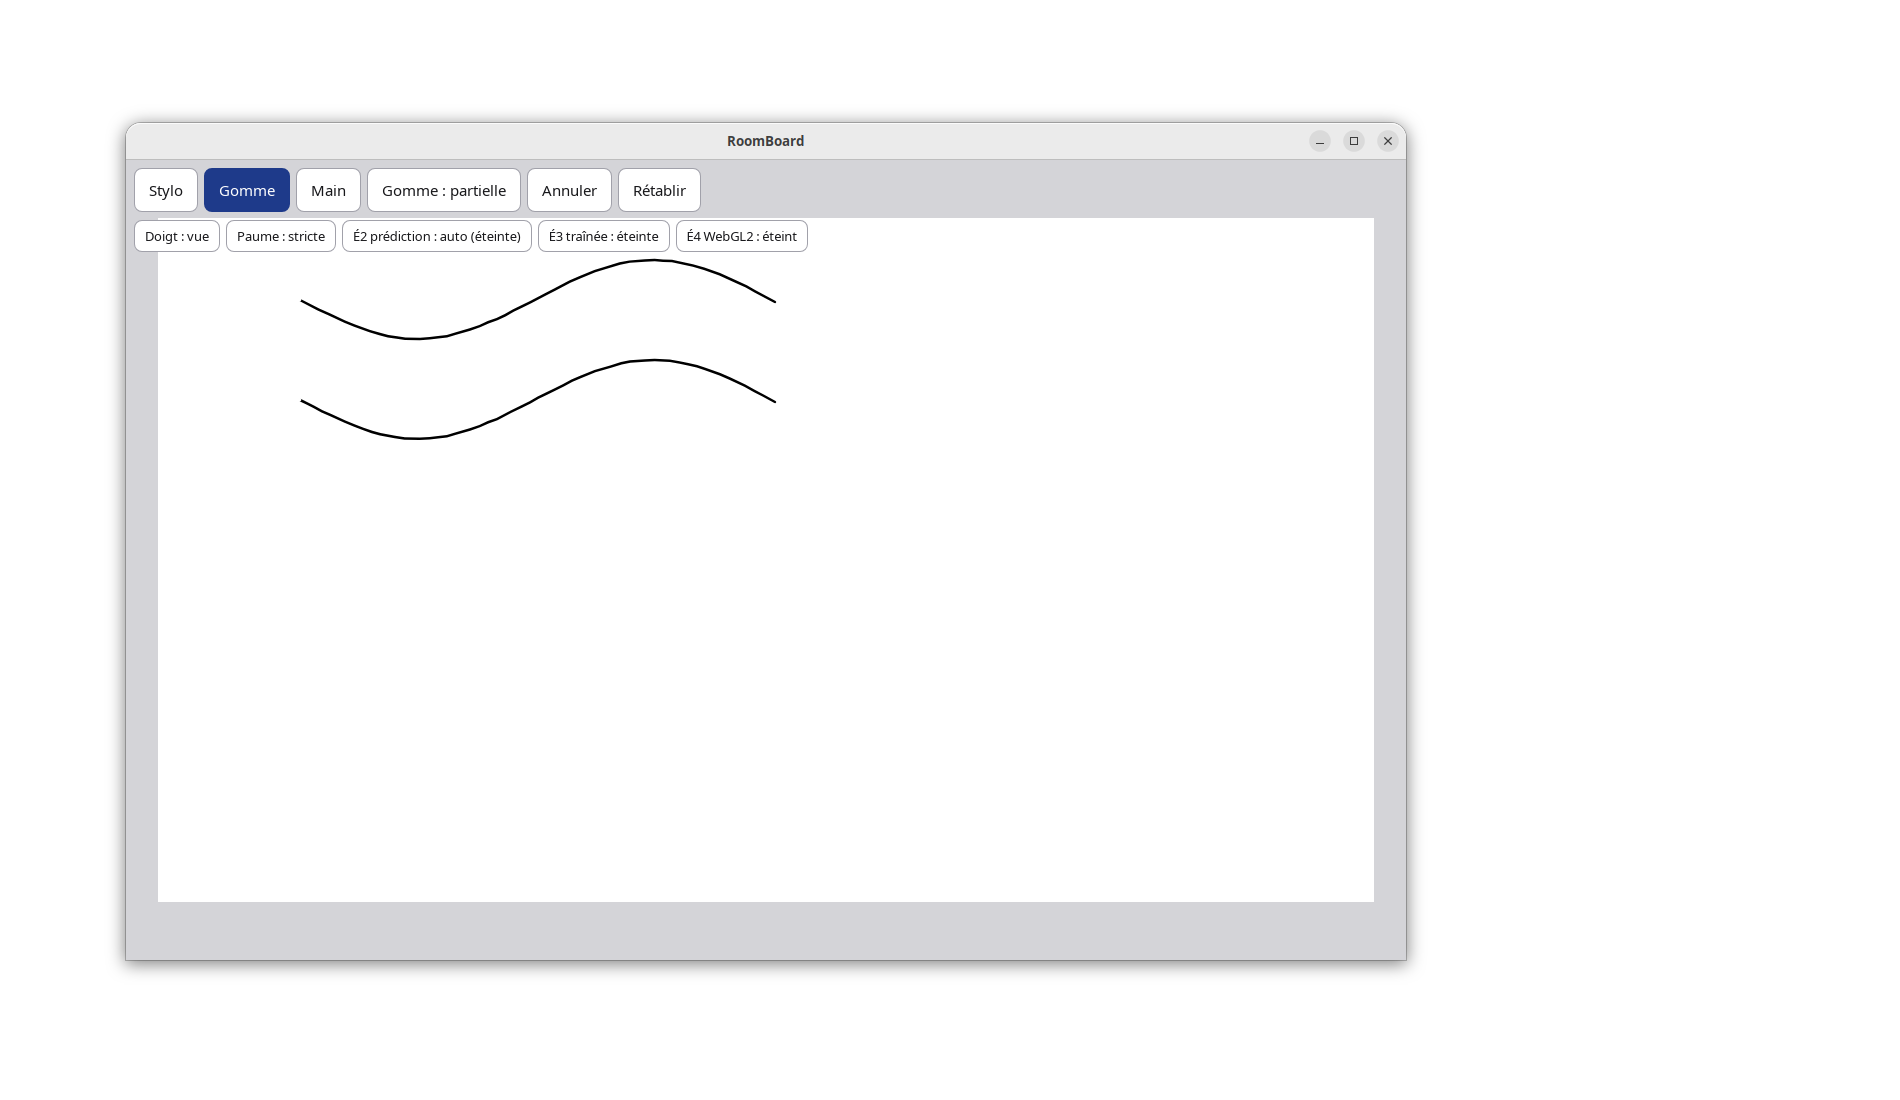 RoomBoard
Stylo Gomme Main Gomme : partielle Annuler Rétablir
Doigt : vue Paume : stricte É2 prédiction : auto (éteinte) É3 traînée : éteinte É4 WebGL2 : éteint